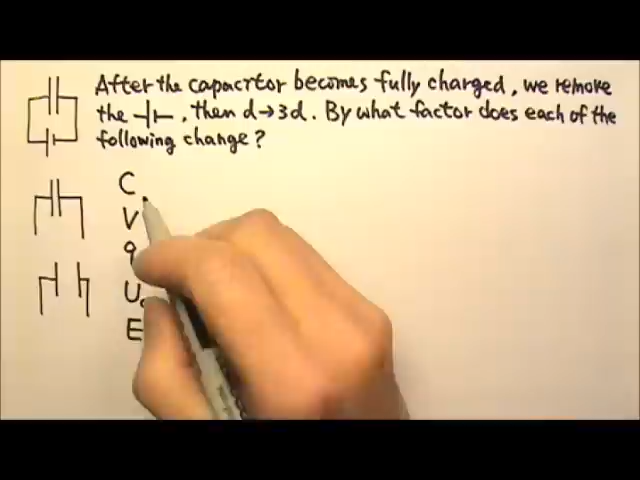 After the capacrtor becomes fully charged, we remove
the ⊣⊢, then d→3d. By what factor does each of the
following change?
C
V
q
U
E